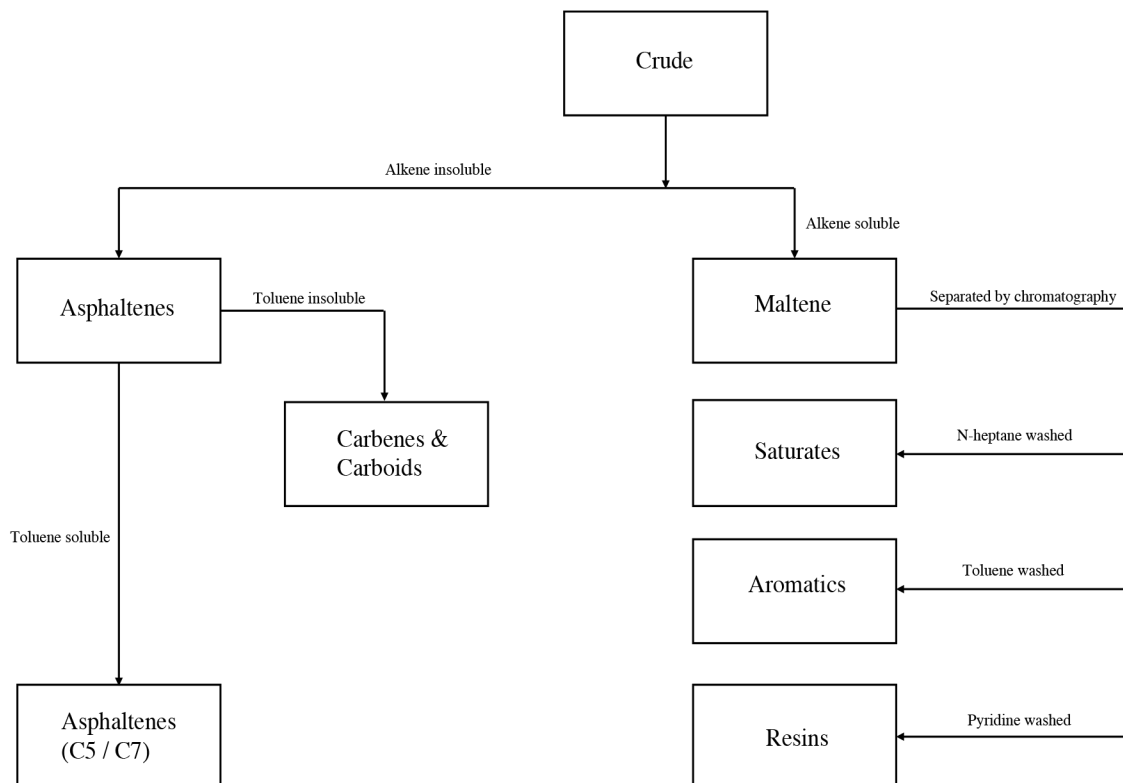 Crude
Alkene insoluble
Alkene soluble
Asphaltenes
Toluene insoluble
Maltene
Separated by chromatography
Carbenes &
Carboids
Saturates
N-heptane washed
Toluene soluble
Aromatics
Toluene washed
Asphaltenes
(C5 / C7)
Resins
Pyridine washed